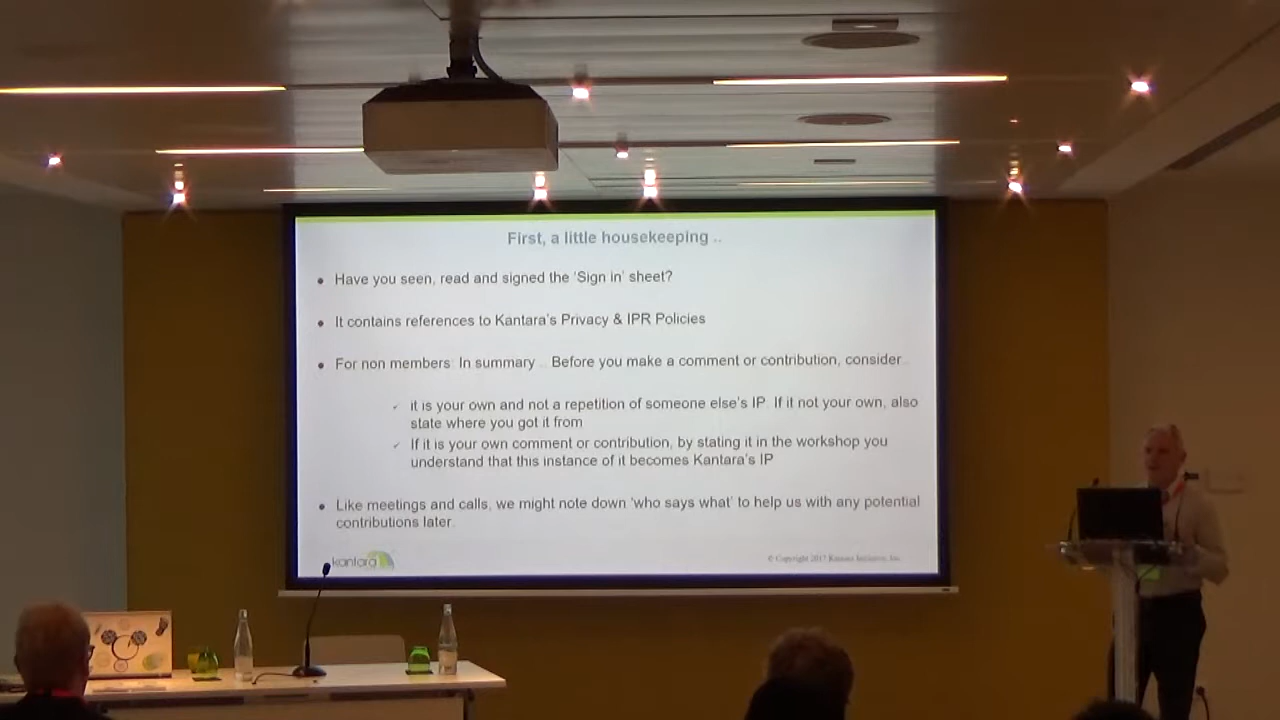 First, a little housekeeping ..
Have you seen, read and signed the 'Sign in' sheet?
It contains references to Kantara's Privacy & IPR Policies
For non members: In summary .. Before you make a comment or contribution, consider..
it is your own and not a repetition of someone else's IP. If it not your own, also
state where you got it from
If it is your own comment or contribution, by stating it in the workshop you
understand that this instance of it becomes Kantara's IP
Like meetings and calls, we might note down 'who says what' to help us with any potential
contributions later.
kantara
© Copyright 2017 Kantara Initiative, Inc.